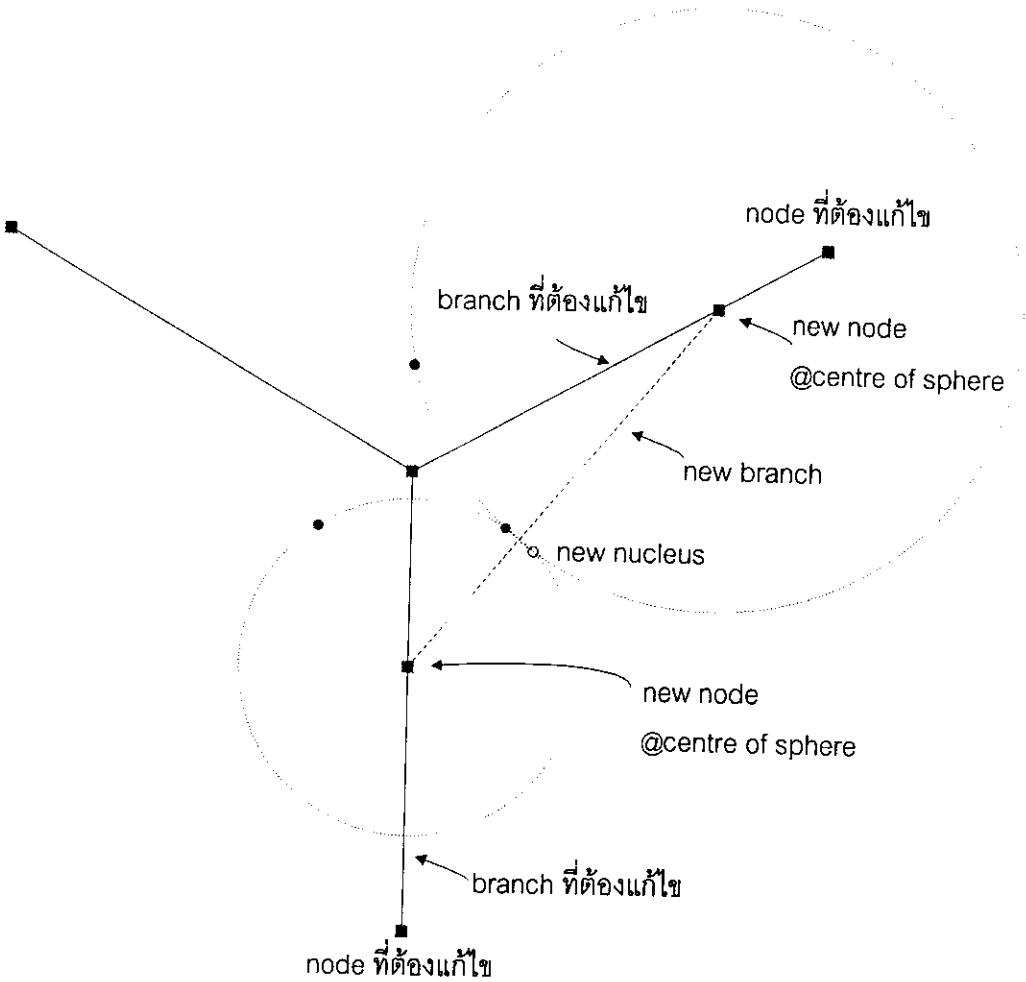 node ที่ต้องแก้ไข
branch ที่ต้องแก้ไข
new node
@centre of sphere
new branch
new nucleus
new node
@centre of sphere
branch ที่ต้องแก้ไข
node ที่ต้องแก้ไข